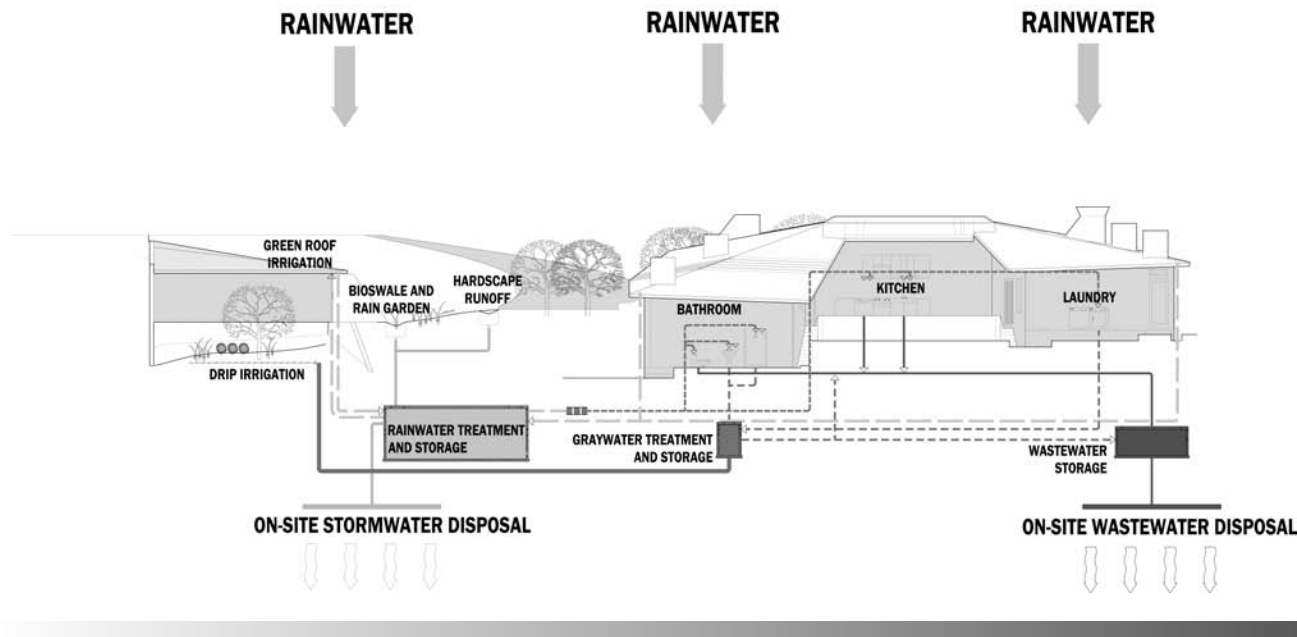 RAINWATER
RAINWATER
RAINWATER
GREEN ROOF
IRRIGATION
BIOSWALE AND
RAIN GARDEN
HARDSCAPE
RUNOFF
DRIP IRRIGATION
BATHROOM
KITCHEN
LAUNDRY
RAINWATER TREATMENT
AND STORAGE
GRAYWATER TREATMENT
AND STORAGE
WASTEWATER
STORAGE
ON-SITE STORMWATER DISPOSAL
ON-SITE WASTEWATER DISPOSAL